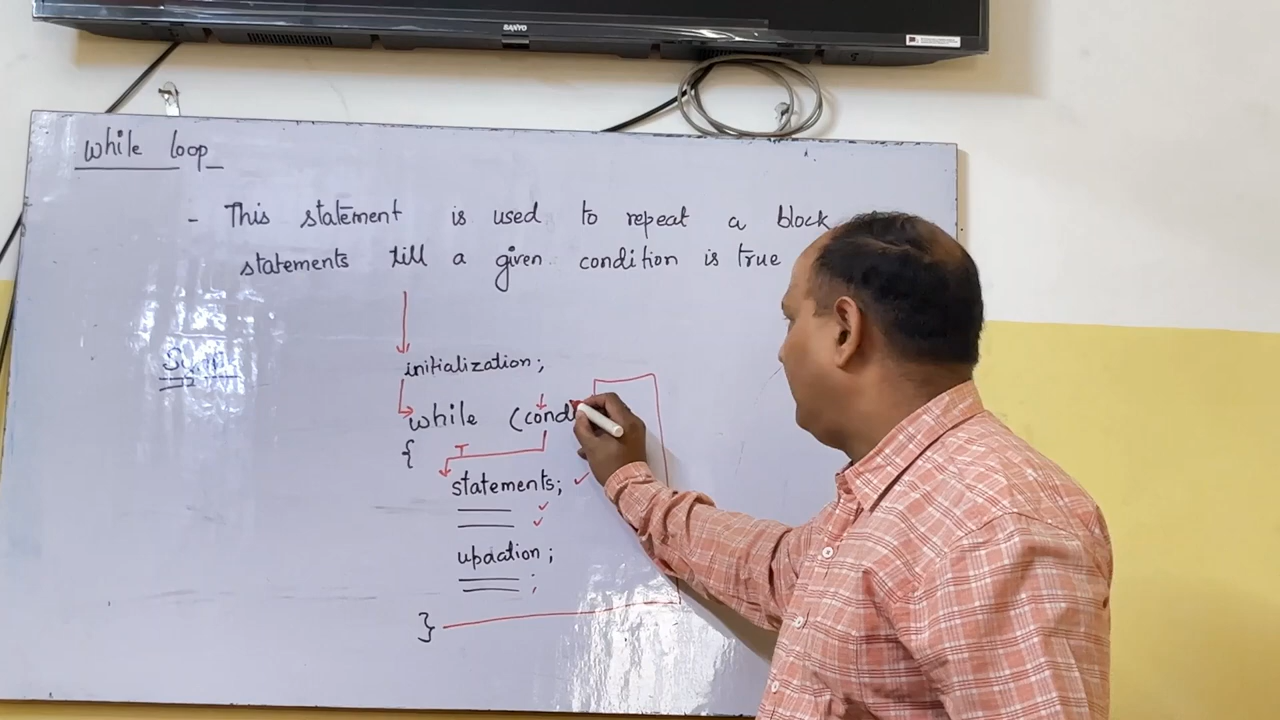 SANYO
while loop
- This statement is used to repeat a block
statements till a given condition is true
initialization;
while (cond
{
statements;
T
updation;
;
}